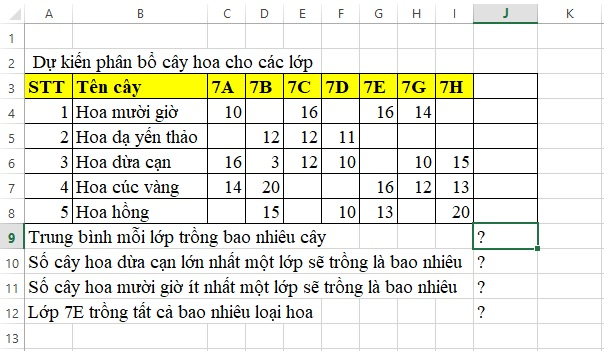 A B C D E F G H I J K
1
2 Dự kiến phân bổ cây hoa cho các lớp
3 STT Tên cây 7A 7B 7C 7D 7E 7G 7H
4 1 Hoa mười giờ 10 16 16 14
5 2 Hoa dạ yến thảo 12 12 11
6 3 Hoa dừa cạn 16 3 12 10 10 15
7 4 Hoa cúc vàng 14 20 16 12 13
8 5 Hoa hồng 15 10 13 20
9 Trung bình mỗi lớp trồng bao nhiêu cây ?
10 Số cây hoa dừa cạn lớn nhất một lớp sẽ trồng là bao nhiêu ?
11 Số cây hoa mười giờ ít nhất một lớp sẽ trồng là bao nhiêu ?
12 Lớp 7E trồng tất cả bao nhiêu loại hoa ?
13